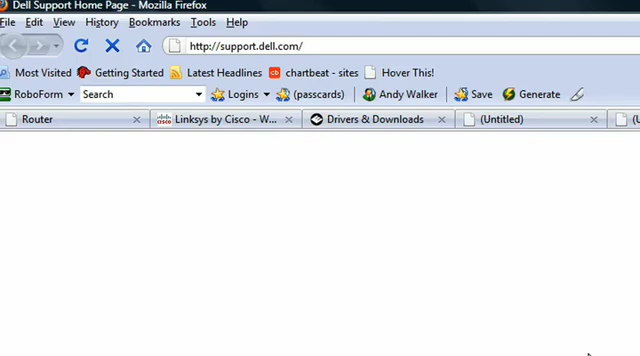 Dell Support Home Page - Mozilla Firefox
File Edit View History Bookmarks Tools Help
http://support.dell.com/
Most Visited Getting Started Latest Headlines cb chartbeat - sites Hover This!
RoboForm Search Logins (passcards) Andy Walker Save Generate
Router Linksys by Cisco - W... Drivers & Downloads (Untitled)